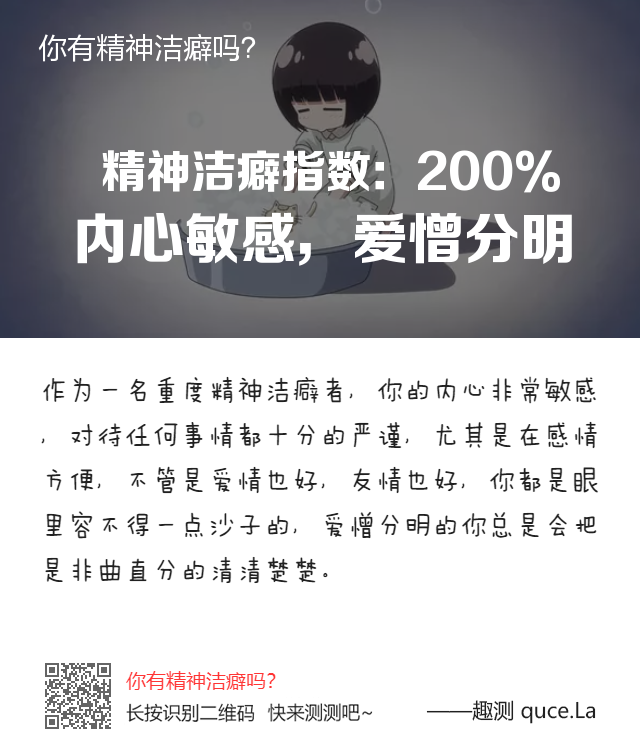 你有精神洁癖吗？
精神洁癖指数：200%
内心敏感，爱憎分明
作为一名重度精神洁癖者，你的内心非常敏感
，对待任何事情都十分的严谨，尤其是在感情
方便，不管是爱情也好，友情也好，你都是眼
里容不得一点沙子的，爱憎分明的你总是会把
是非曲直分的清清楚楚。
你有精神洁癖吗？
长按识别二维码 快来测测吧~
——趣测 quce.La